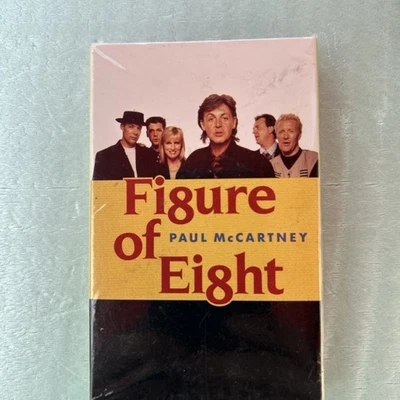 Figure
of
PAUL McCARTNEY
Eight